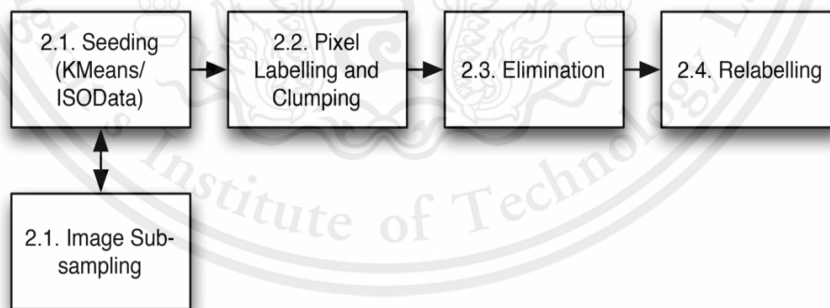 2.1. Seeding
(KMeans/
ISOData)
2.2. Pixel
Labelling and
Clumping
2.3. Elimination
2.4. Relabelling
2.1. Image Sub-
sampling
Institute of Technology